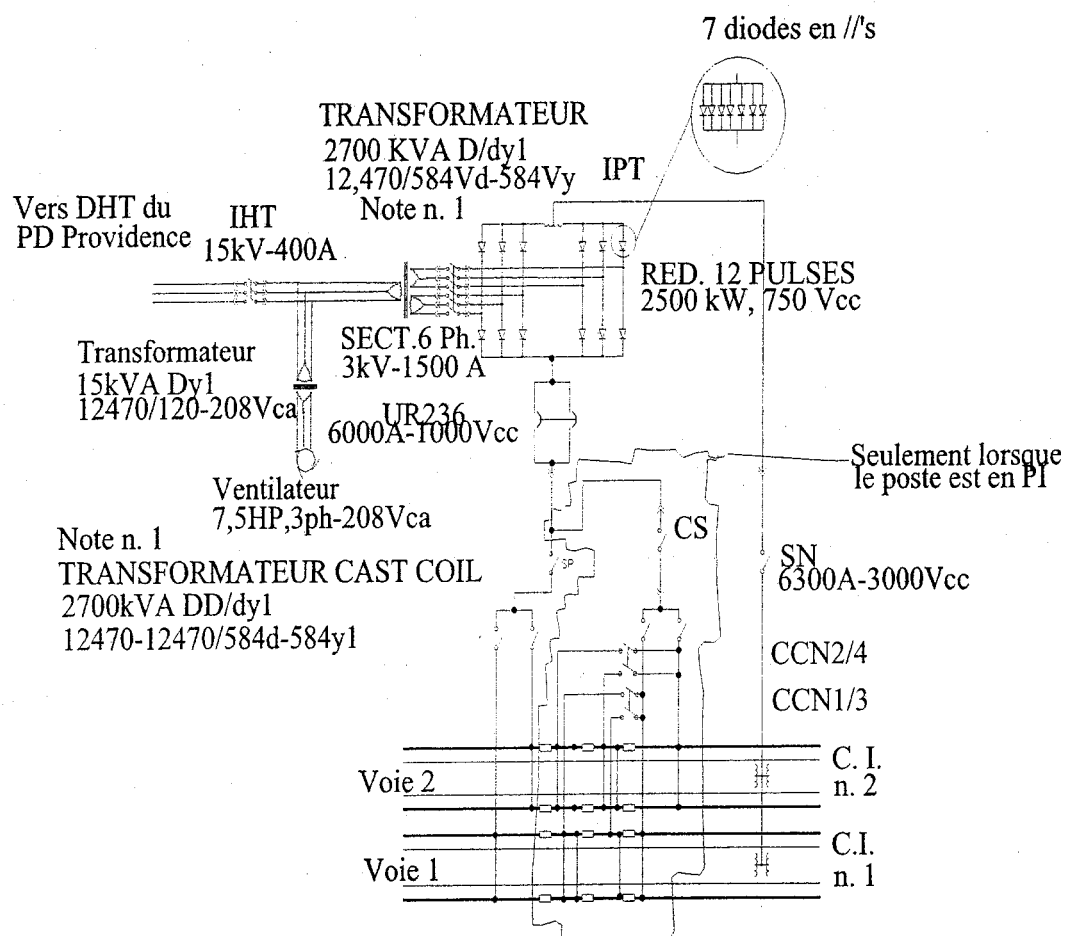 7 diodes en //'s
TRANSFORMATEUR
2700 KVA D/dy1
12,470/584Vd-584Vy
Note n. 1
IPT
Vers DHT du
PD Providence
IHT
15kV-400A
RED. 12 PULSES
2500 kW, 750 Vcc
SECT.6 Ph.
3kV-1500 A
Transformateur
15kVA Dy1
12470/120-208Vca
UR236
6000A-1000Vcc
Ventilateur
7,5HP,3ph-208Vca
Seulement lorsque
le poste est en PI
Note n. 1
TRANSFORMATEUR CAST COIL
2700kVA DD/dy1
12470-12470/584d-584y1
CS
SP
SN
6300A-3000Vcc
CCN2/4
CCN1/3
Voie 2
C. I.
n. 2
Voie 1
C.I.
n. 1